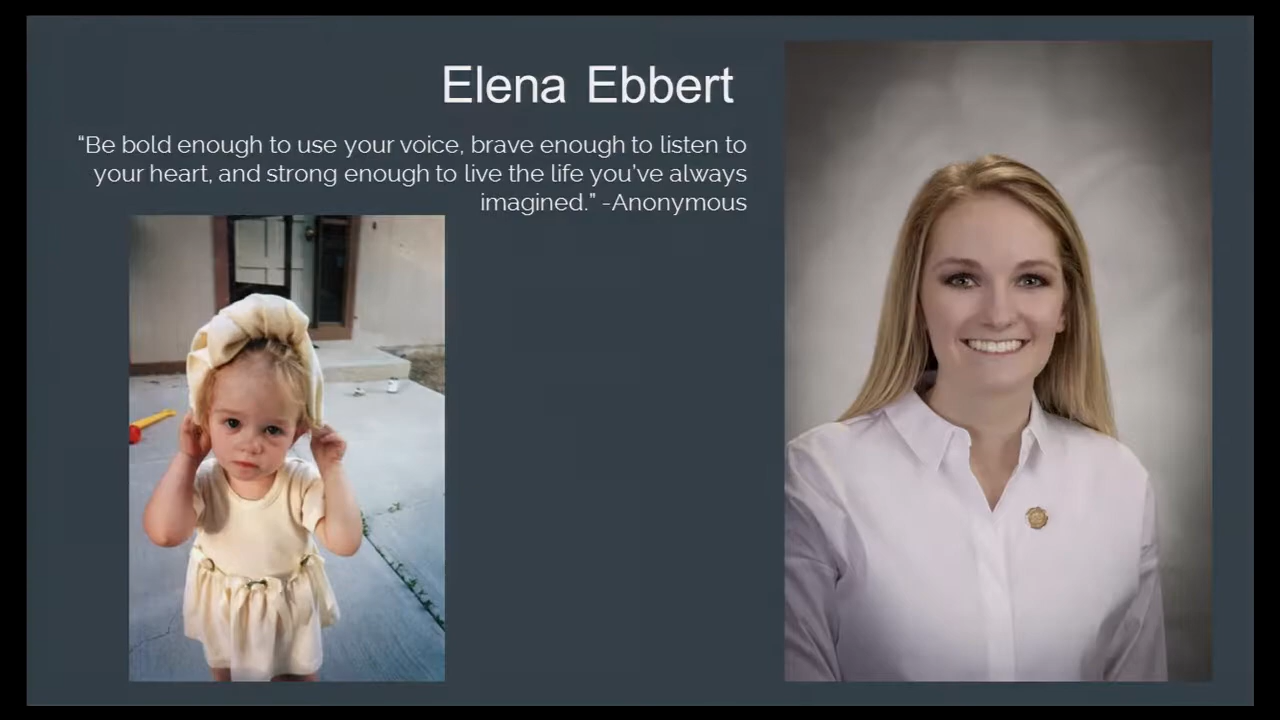 Elena Ebbert
“Be bold enough to use your voice, brave enough to listen to
your heart, and strong enough to live the life you’ve always
imagined.” -Anonymous